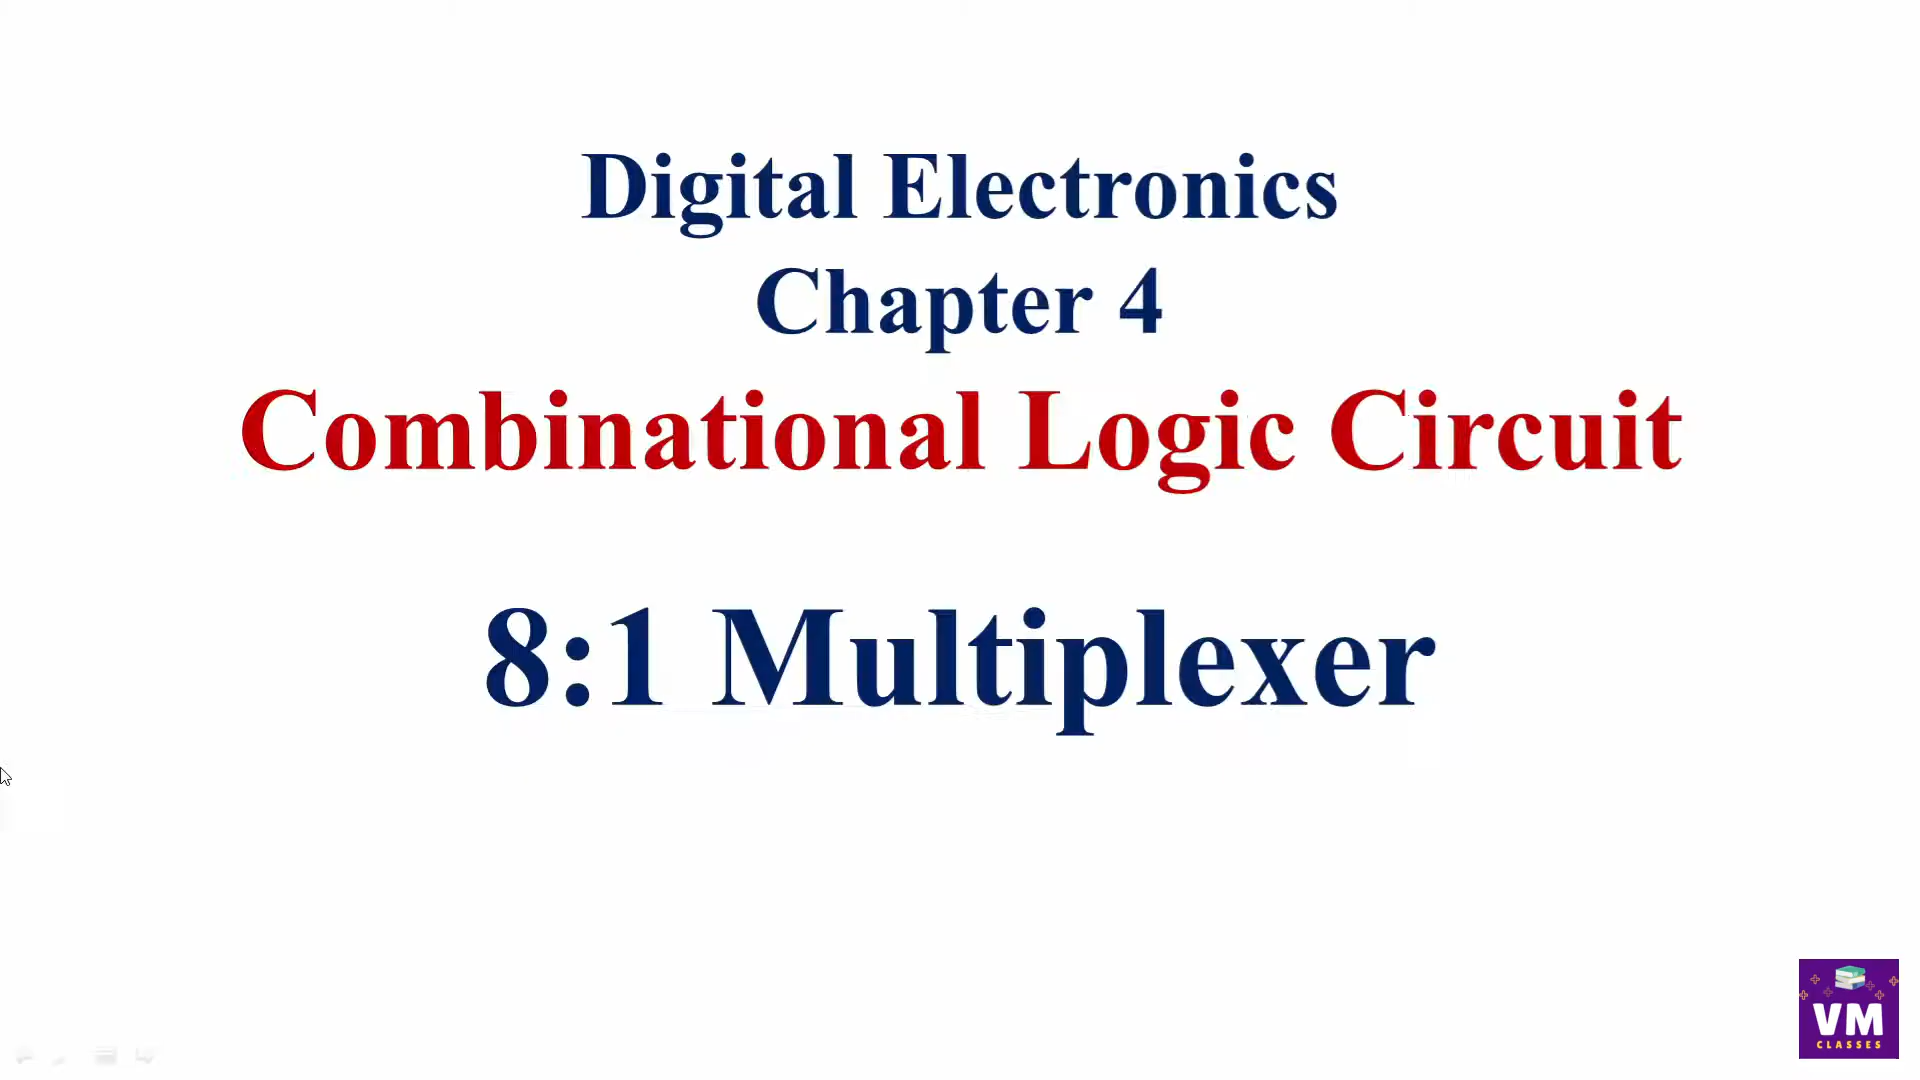 Digital Electronics
Chapter 4
Combinational Logic Circuit
8:1 Multiplexer
VM
CLASSES